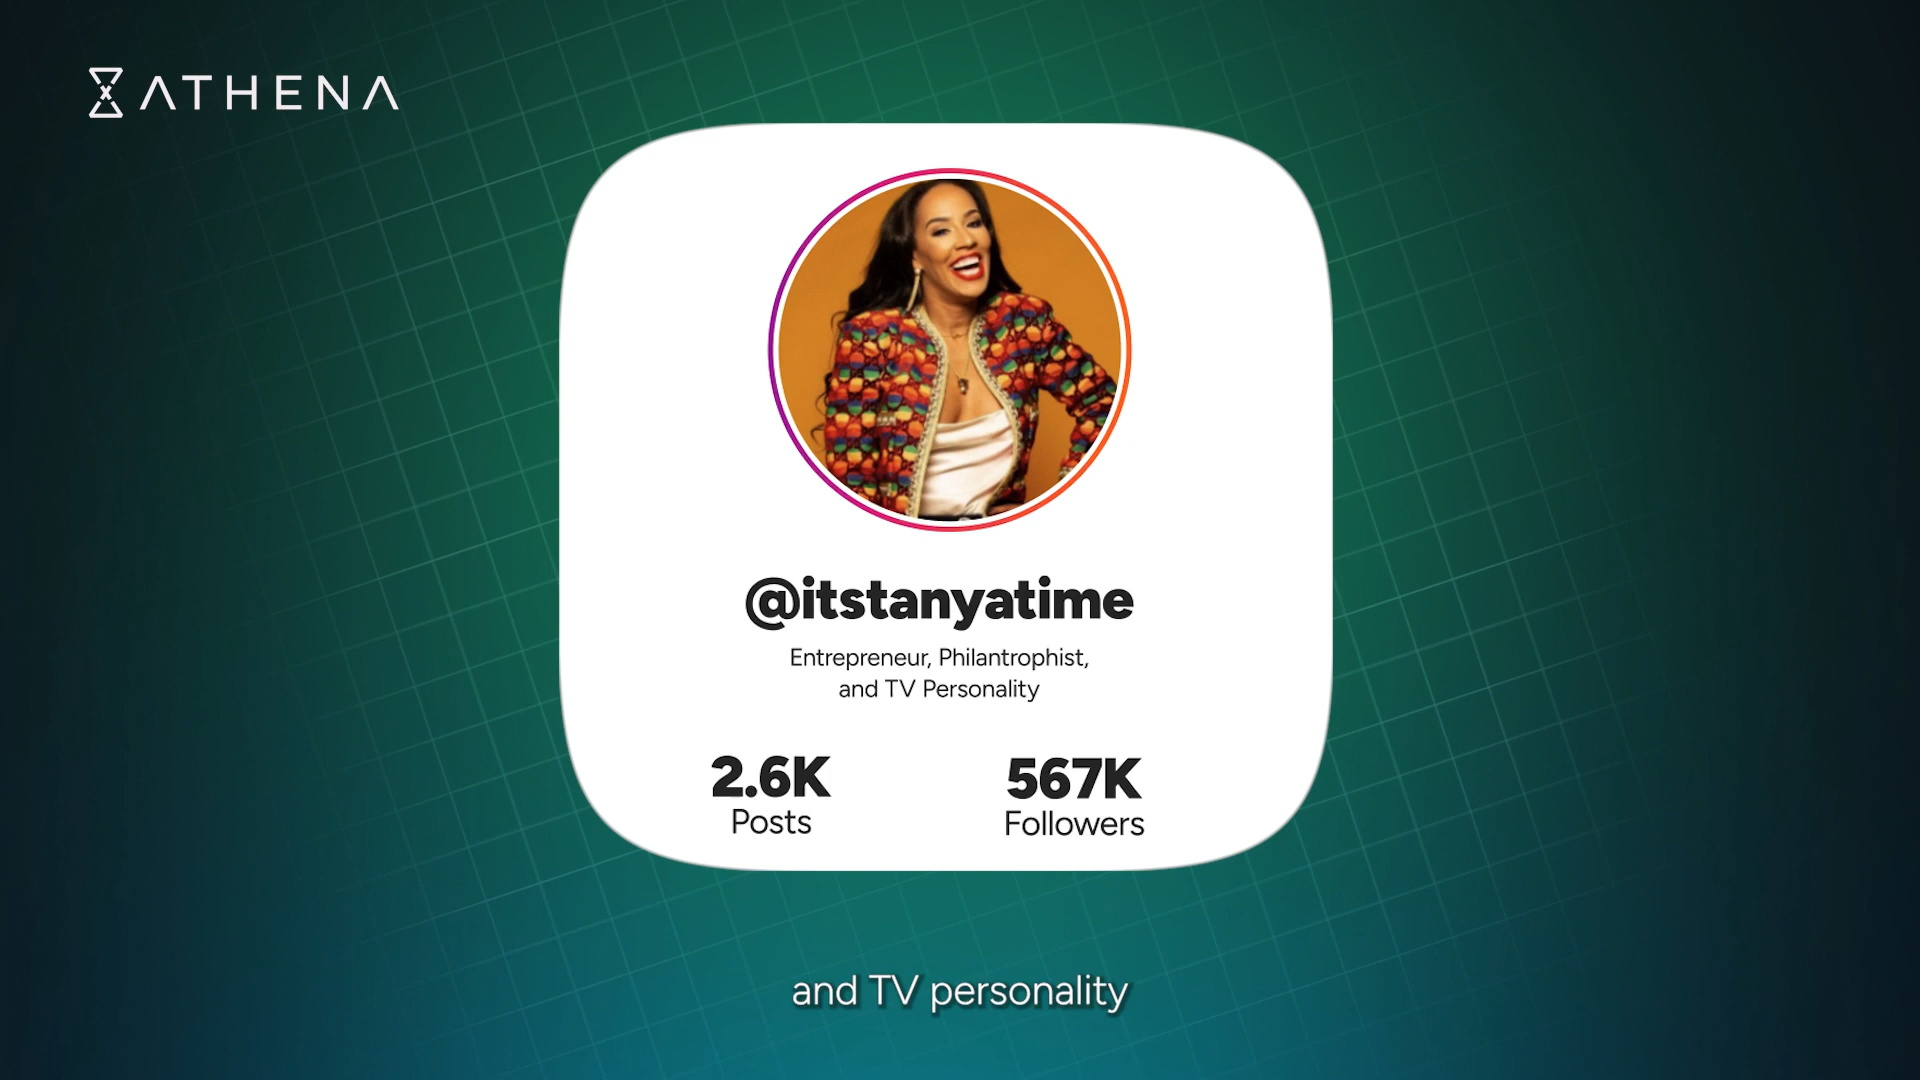 ATHENA
@itstanyatime
Entrepreneur, Philantrophist,
and TV Personality
2.6K
Posts
567K
Followers
and TV personality